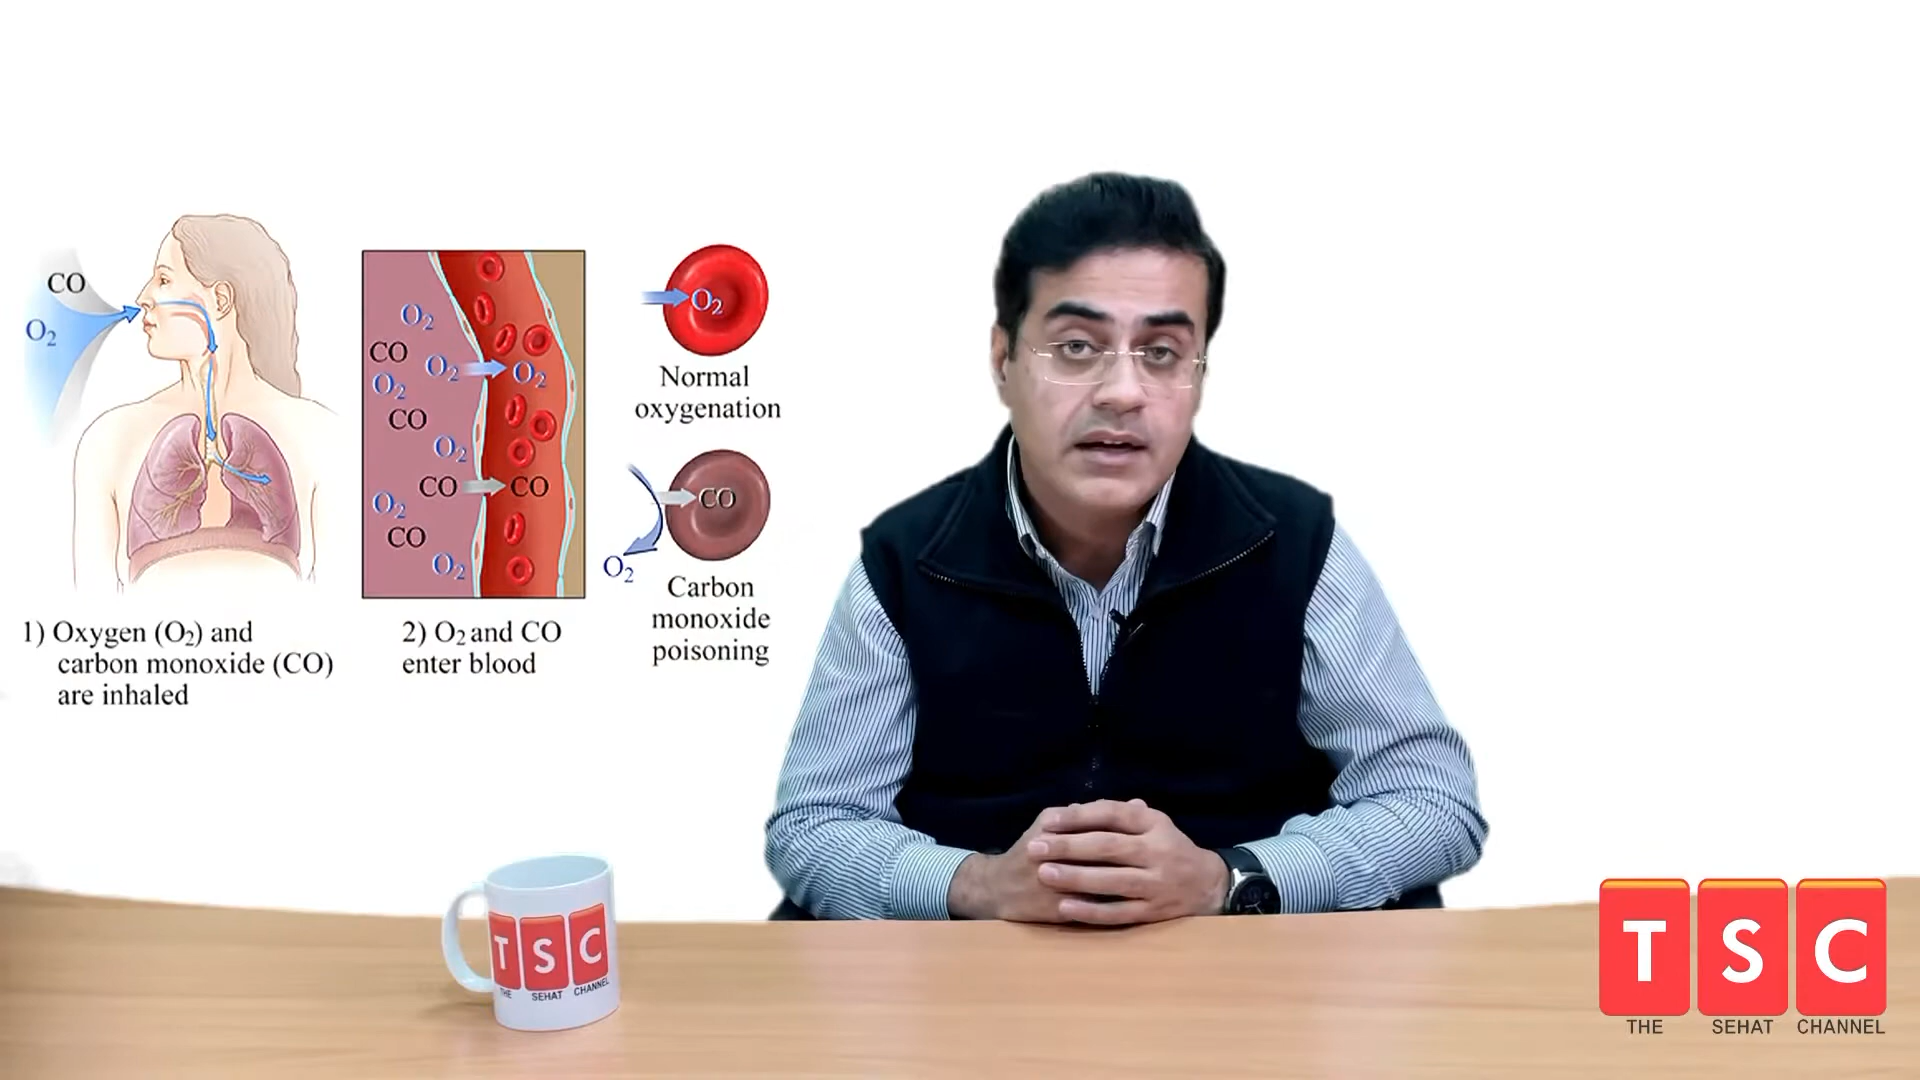 CO
O₂
1) Oxygen (O₂) and
carbon monoxide (CO)
are inhaled
O₂
CO
O₂
O₂
O₂
CO
O₂
CO
CO
O₂
CO
O₂
2) O₂ and CO
enter blood
O₂
Normal
oxygenation
CO
O₂
Carbon
monoxide
poisoning
T S C
THE SEHAT CHANNEL
T S C
THE SEHAT CHANNEL